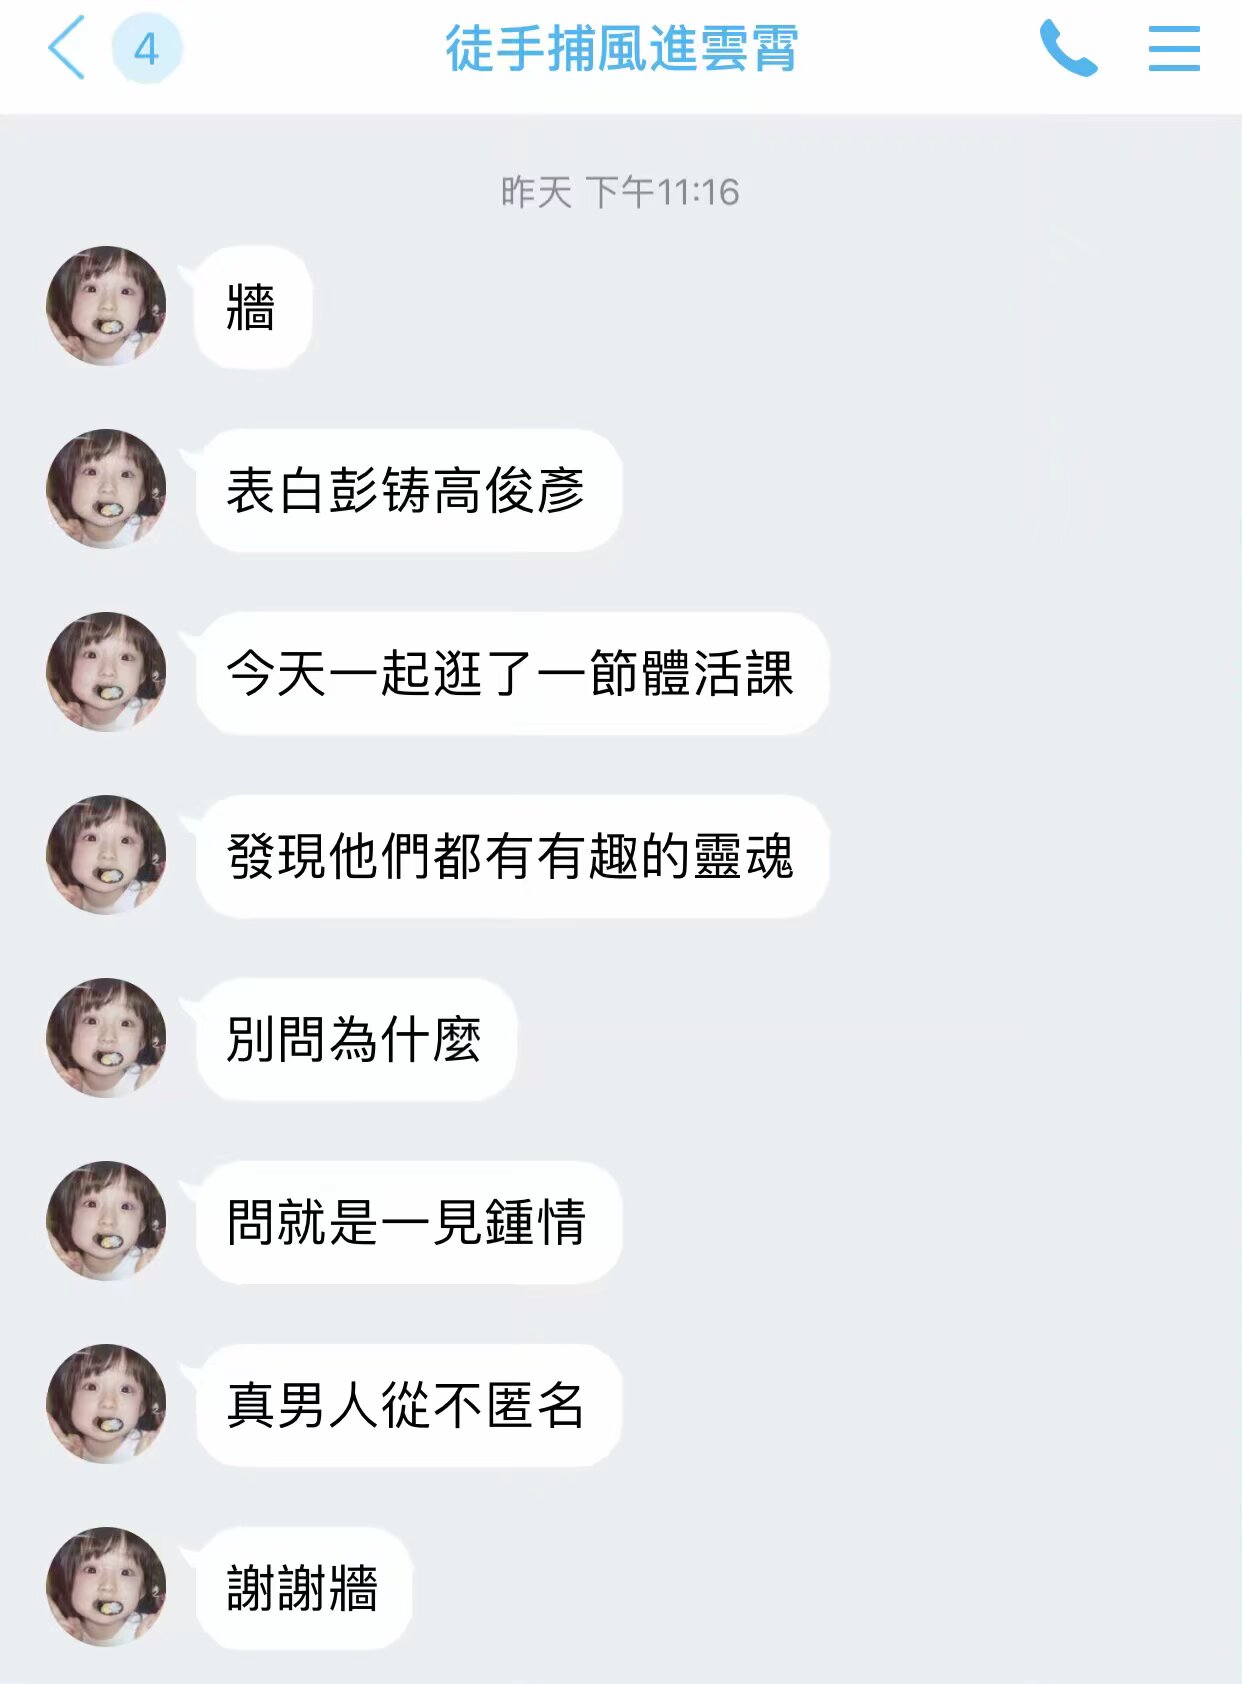 4
徒手捕風進雲霄
昨天 下午11:16
牆
表白彭铸高俊彥
今天一起逛了一節體活課
發現他們都有有趣的靈魂
別問為什麼
問就是一見鍾情
真男人從不匿名
謝謝牆